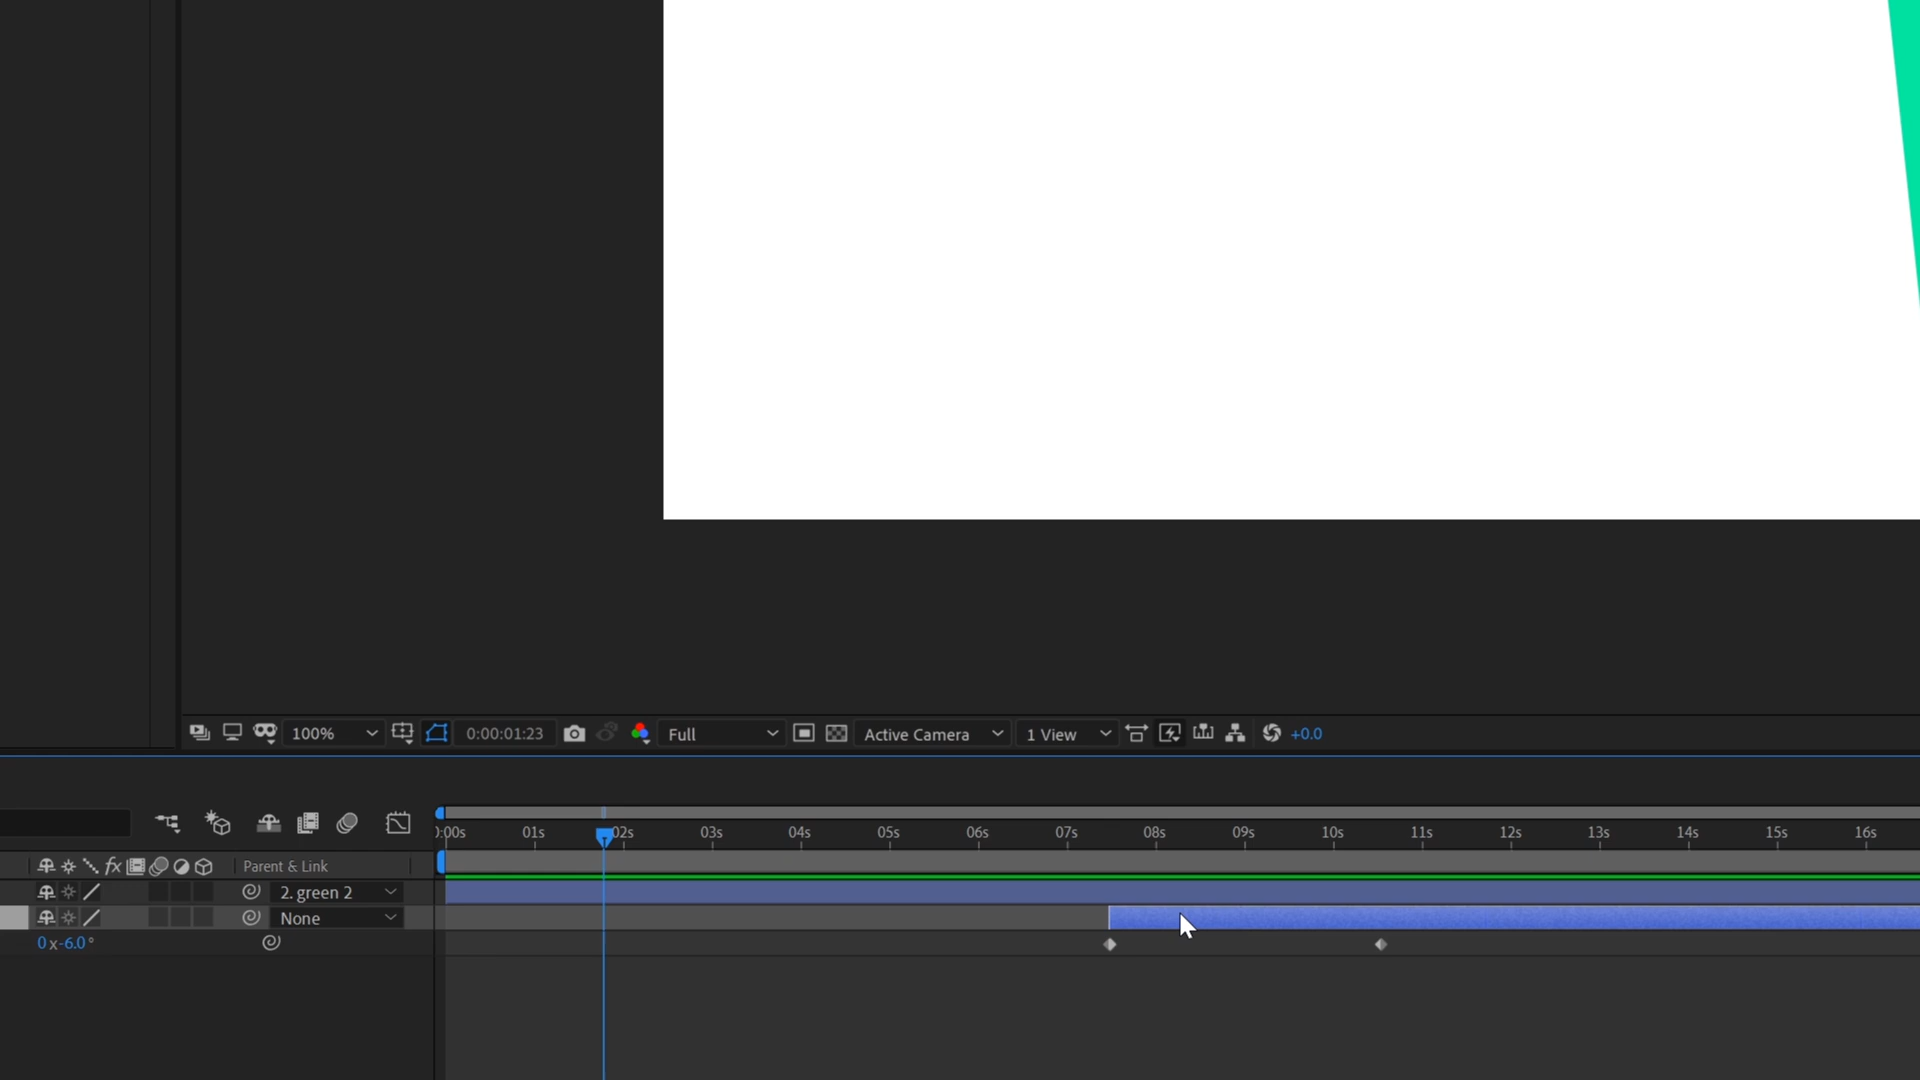 100%
0:00:01:23
Full
Active Camera
1 View
+0.0
:00s 01s 02s 03s 04s 05s 06s 07s 08s 09s 10s 11s 12s 13s 14s 15s 16s
fx Parent & Link
2. green 2
None
0x-6.0°